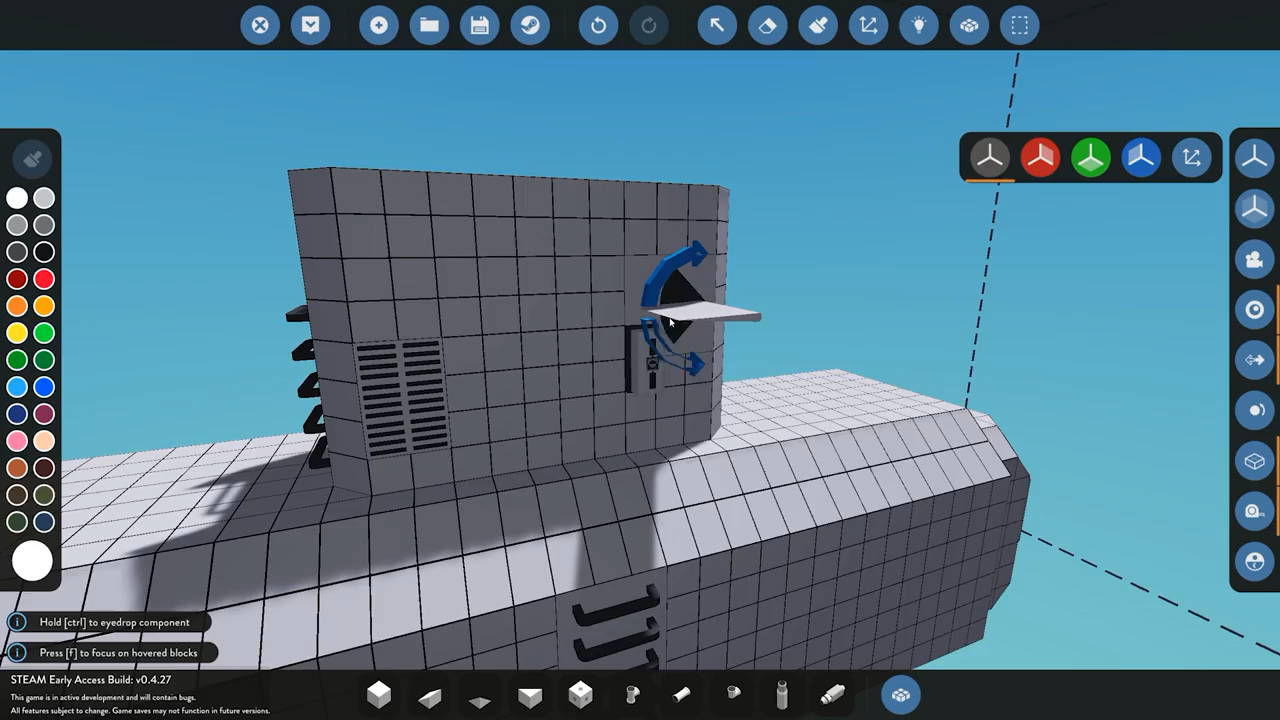 Hold [ctrl] to eyedrop component
Press [f] to focus on hovered blocks
STEAM Early Access Build: v0.4.27
This game is in active development and will contain bugs.
All features subject to change. Game saves may not function in future versions.